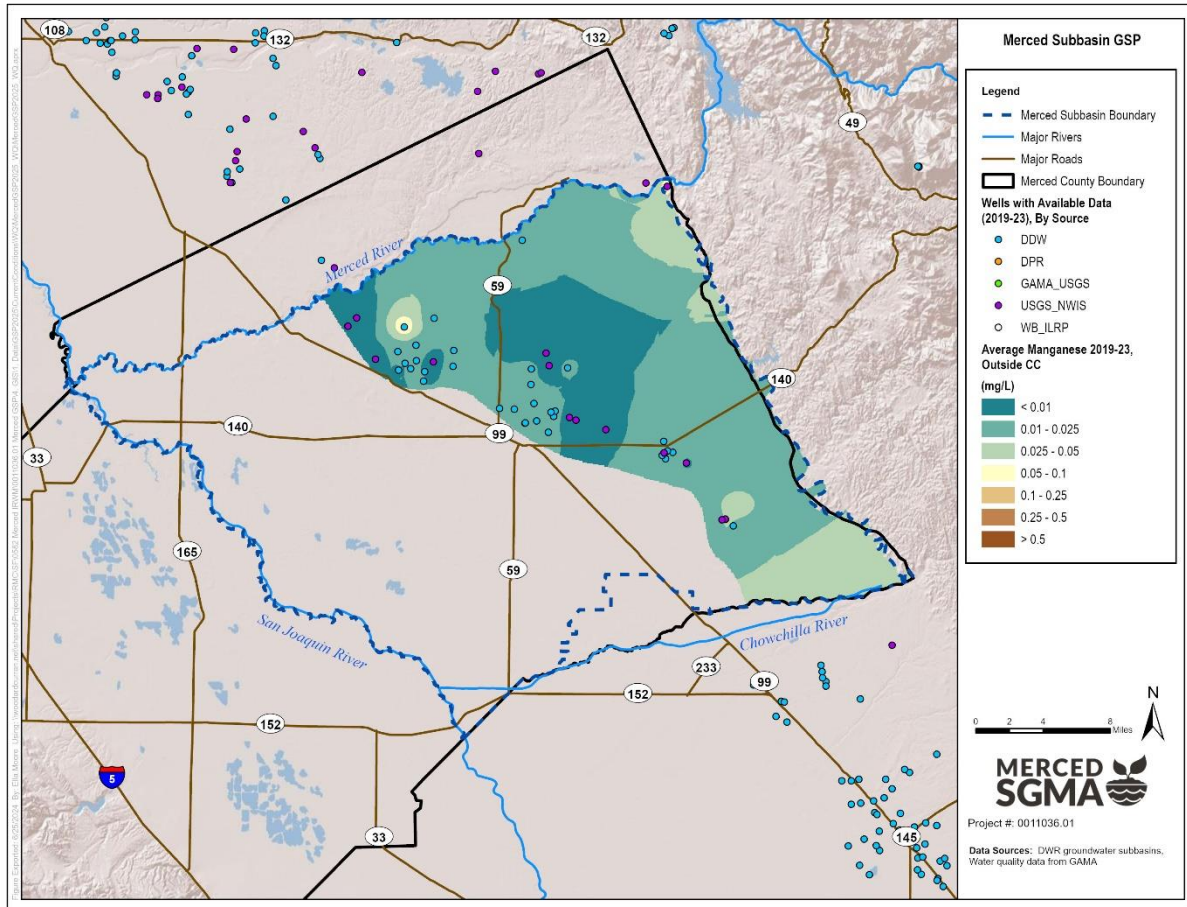 108
132
132
49
Merced River
59
140
140
99
33
165
59
San Joaquin River
Chowchilla River
233
99
152
152
5
33
145
Merced Subbasin GSP
Legend
Merced Subbasin Boundary
Major Rivers
Major Roads
Merced County Boundary
Wells with Available Data
(2019-23), By Source
DDW
DPR
GAMA_USGS
USGS_NWIS
WB_ILRP
Average Manganese 2019-23,
Outside CC
(mg/L)
< 0.01
0.01 - 0.025
0.025 - 0.05
0.05 - 0.1
0.1 - 0.25
0.25 - 0.5
> 0.5
N
0 2 4 8
Miles
MERCED
SGMA
Project #: 0011036.01
Data Sources: DWR groundwater subbasins,
Water quality data from GAMA